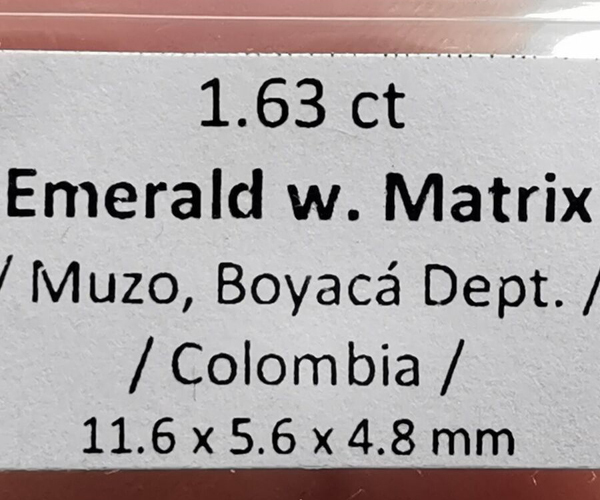 1.63 ct
Emerald w. Matrix
/ Muzo, Boyacá Dept. /
/ Colombia /
11.6 x 5.6 x 4.8 mm